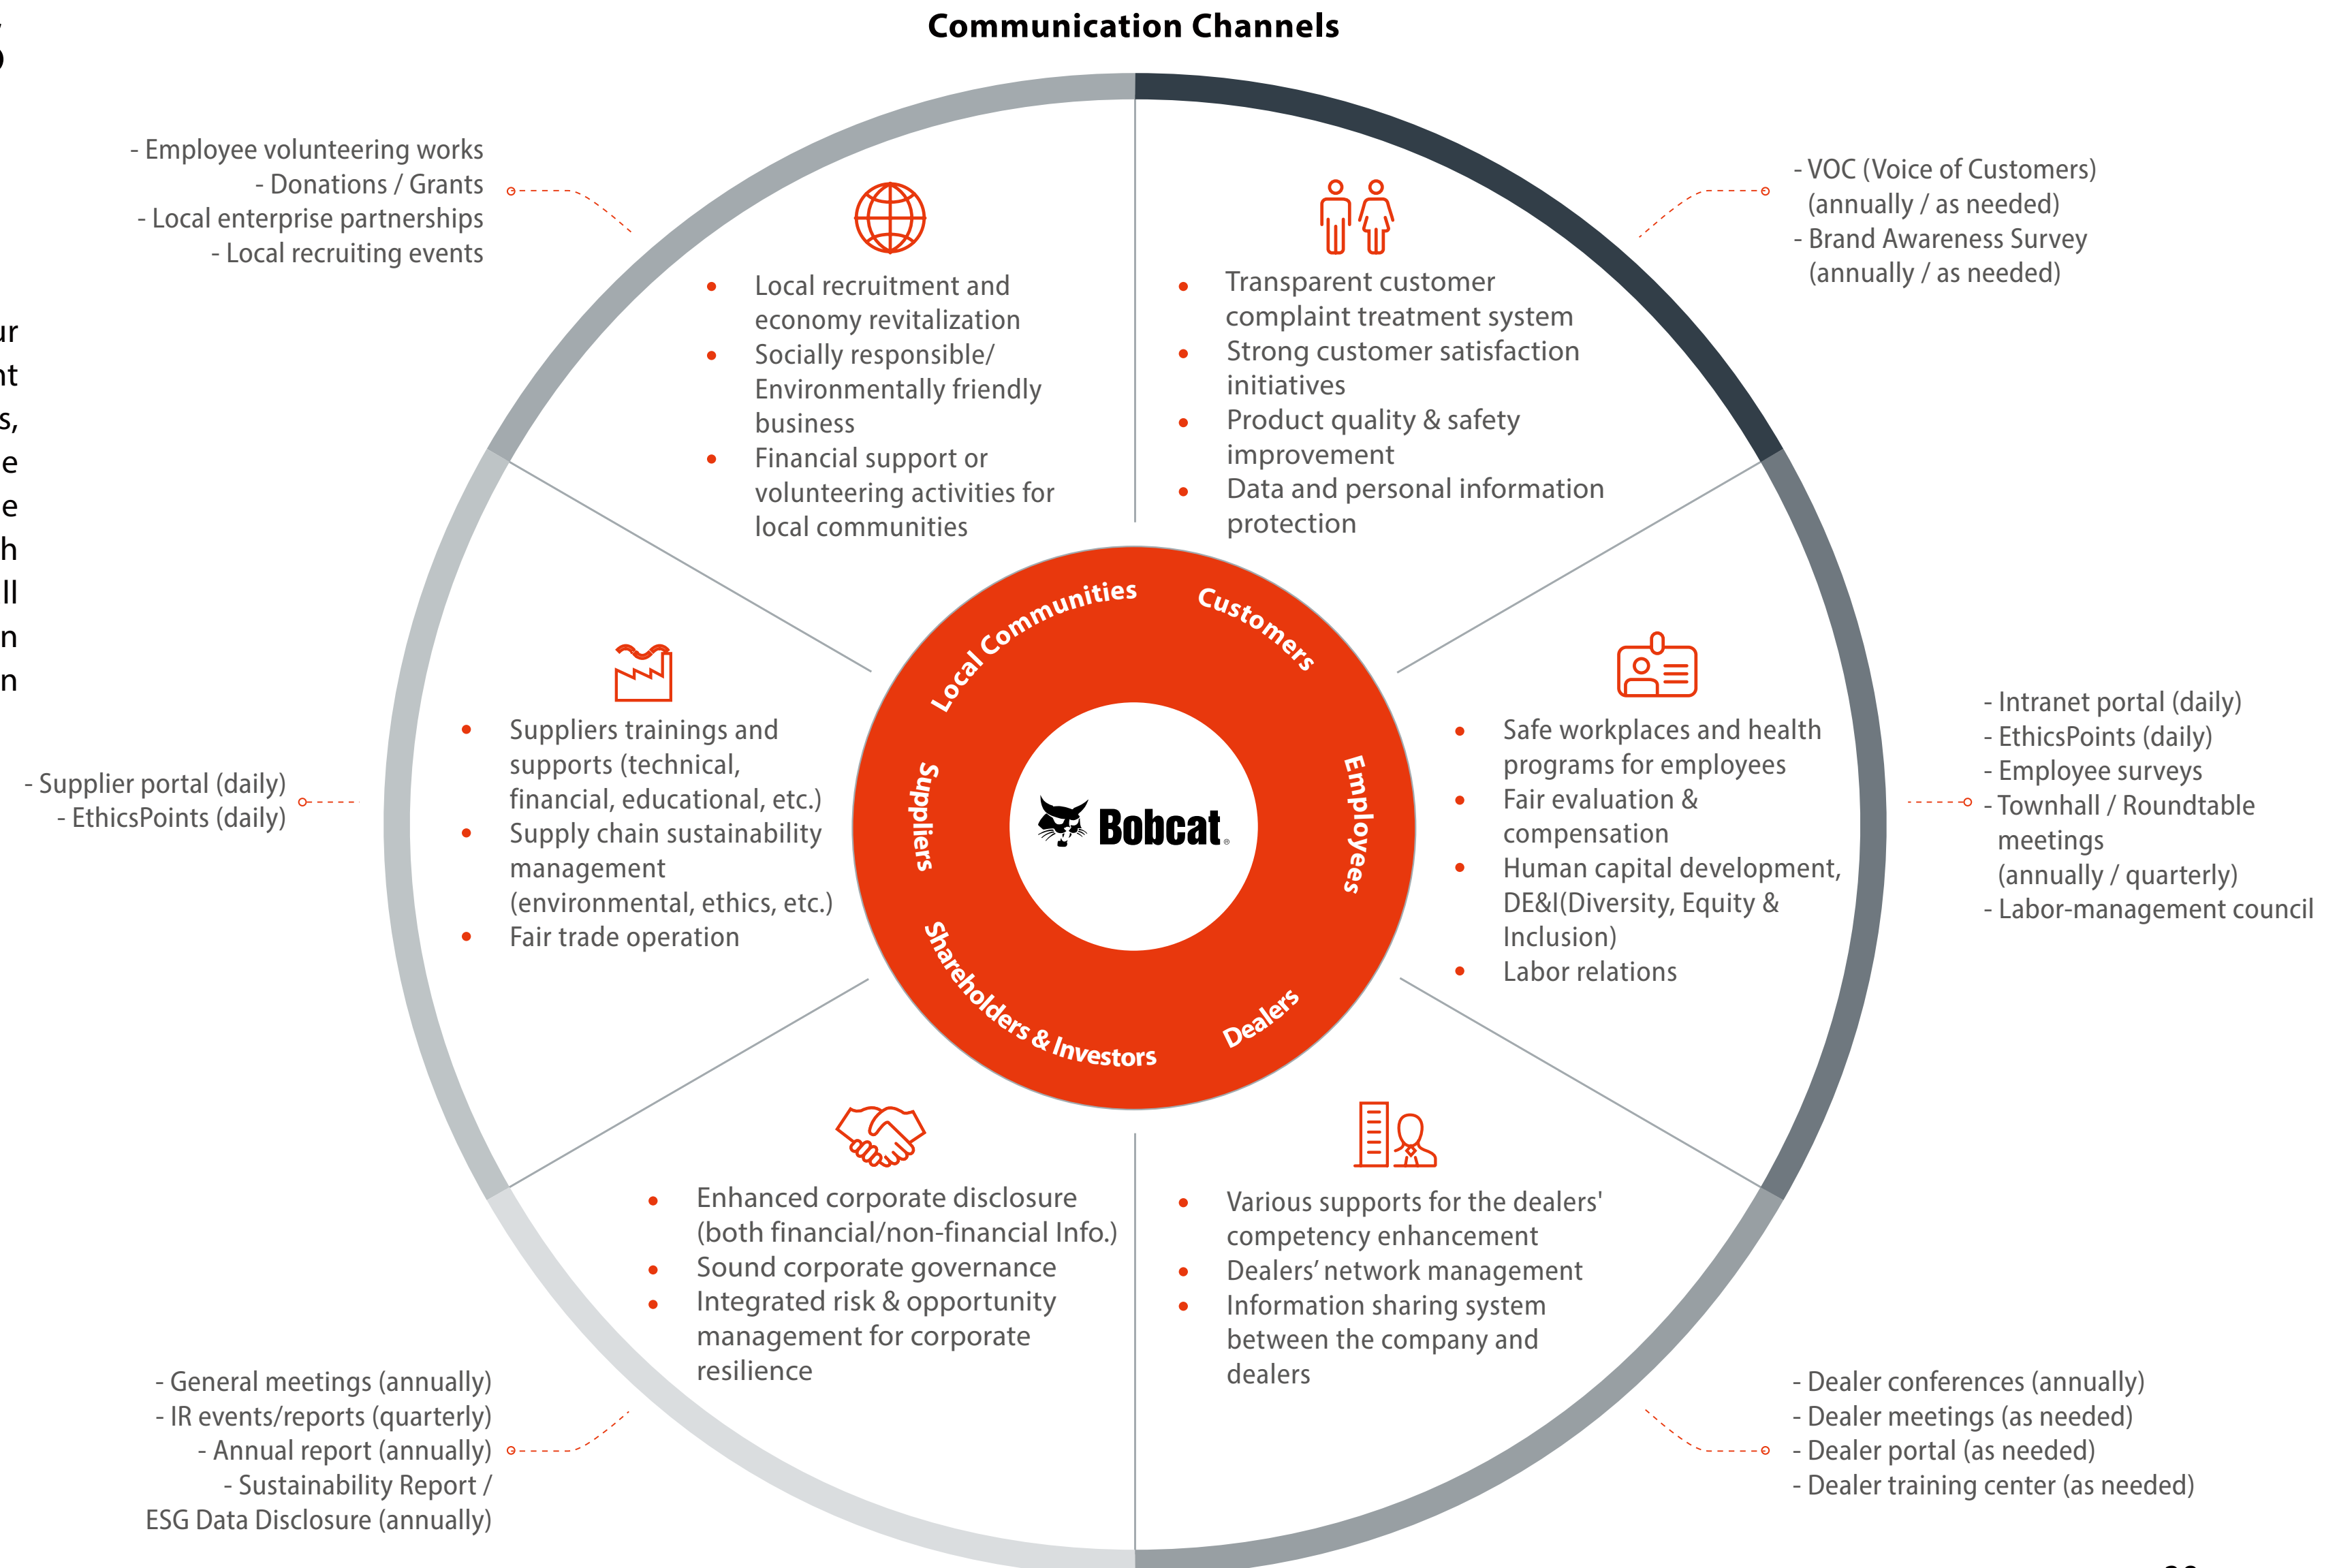 Communication Channels
- Employee volunteering works
- Donations / Grants
- Local enterprise partnerships
- Local recruiting events
• Local recruitment and
economy revitalization
• Socially responsible/
Environmentally friendly
business
• Financial support or
volunteering activities for
local communities
• Transparent customer
complaint treatment system
• Strong customer satisfaction
initiatives
• Product quality & safety
improvement
• Data and personal information
protection
- VOC (Voice of Customers)
(annually / as needed)
- Brand Awareness Survey
(annually / as needed)
ur
nt
s,
e
e
h
ll
n
n
Local Communities
Customers
Suppliers
Employees
Shareholders & Investors
Dealers
Bobcat®
- Supplier portal (daily)
- EthicsPoints (daily)
• Suppliers trainings and
supports (technical,
financial, educational, etc.)
• Supply chain sustainability
management
(environmental, ethics, etc.)
• Fair trade operation
• Safe workplaces and health
programs for employees
• Fair evaluation &
compensation
• Human capital development,
DE&I(Diversity, Equity &
Inclusion)
• Labor relations
- Intranet portal (daily)
- EthicsPoints (daily)
- Employee surveys
- Townhall / Roundtable
meetings
(annually / quarterly)
- Labor-management council
• Enhanced corporate disclosure
(both financial/non-financial Info.)
• Sound corporate governance
• Integrated risk & opportunity
management for corporate
resilience
• Various supports for the dealers'
competency enhancement
• Dealers’ network management
• Information sharing system
between the company and
dealers
- General meetings (annually)
- IR events/reports (quarterly)
- Annual report (annually)
- Sustainability Report /
ESG Data Disclosure (annually)
- Dealer conferences (annually)
- Dealer meetings (as needed)
- Dealer portal (as needed)
- Dealer training center (as needed)